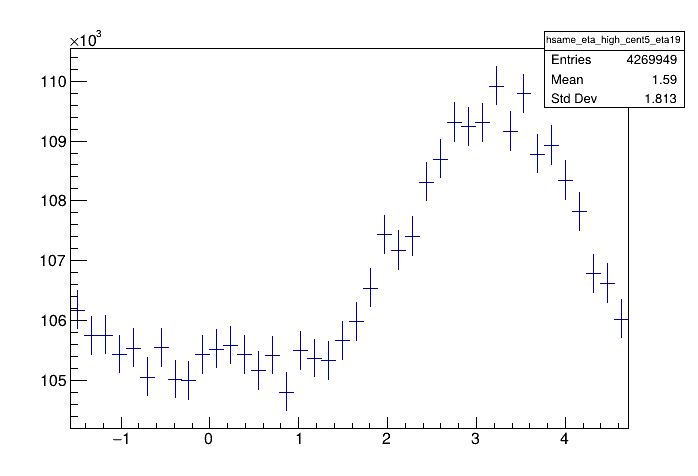 ×10³
hsame_eta_high_cent5_eta19
Entries 4269949
Mean 1.59
Std Dev 1.813
110
109
108
107
106
105
−1 0 1 2 3 4